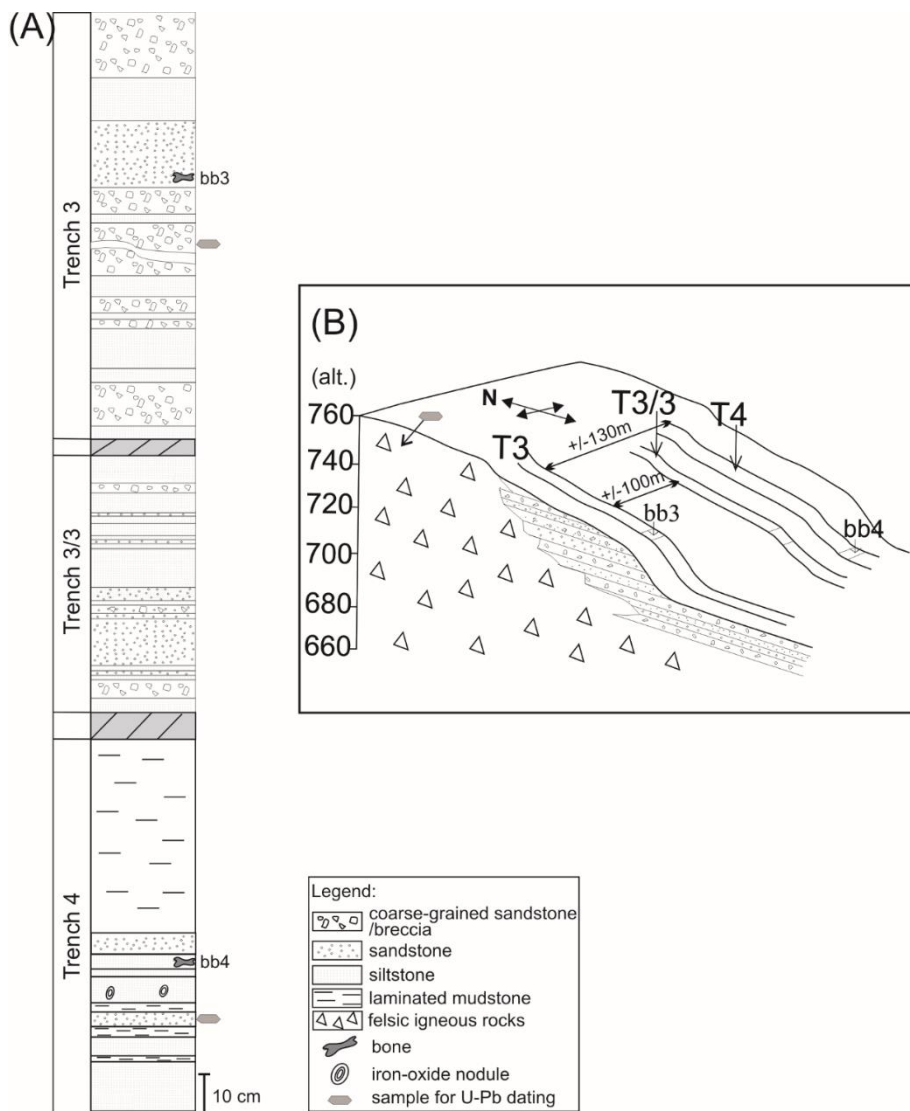 (A)
Trench 3
bb3
Trench 3/3
Trench 4
bb4
10 cm
(B)
(alt.)
760
740
720
700
680
660
N
T3
+/-130m
T3/3
T4
+/-100m
bb3
bb4
Legend:
coarse-grained sandstone
/breccia
sandstone
siltstone
laminated mudstone
felsic igneous rocks
bone
iron-oxide nodule
sample for U-Pb dating